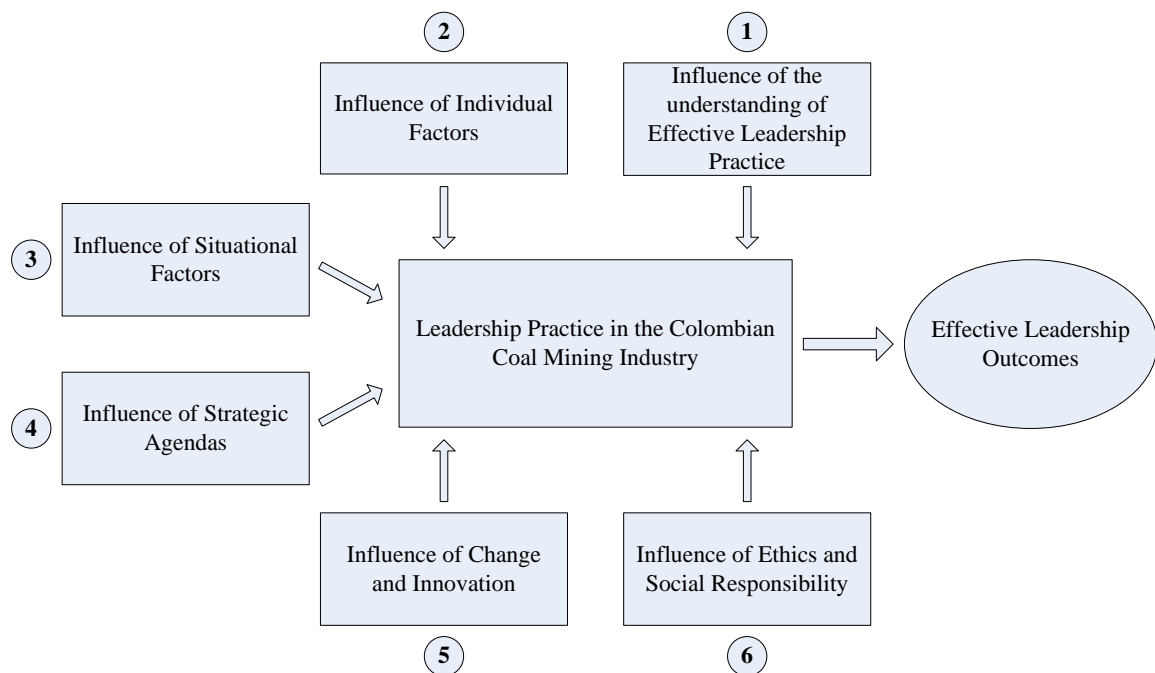 2
1
Influence of Individual
Factors
Influence of the
understanding of
Effective Leadership
Practice
3
Influence of Situational
Factors
Leadership Practice in the Colombian
Coal Mining Industry
Effective Leadership
Outcomes
4
Influence of Strategic
Agendas
Influence of Change
and Innovation
Influence of Ethics and
Social Responsibility
5
6